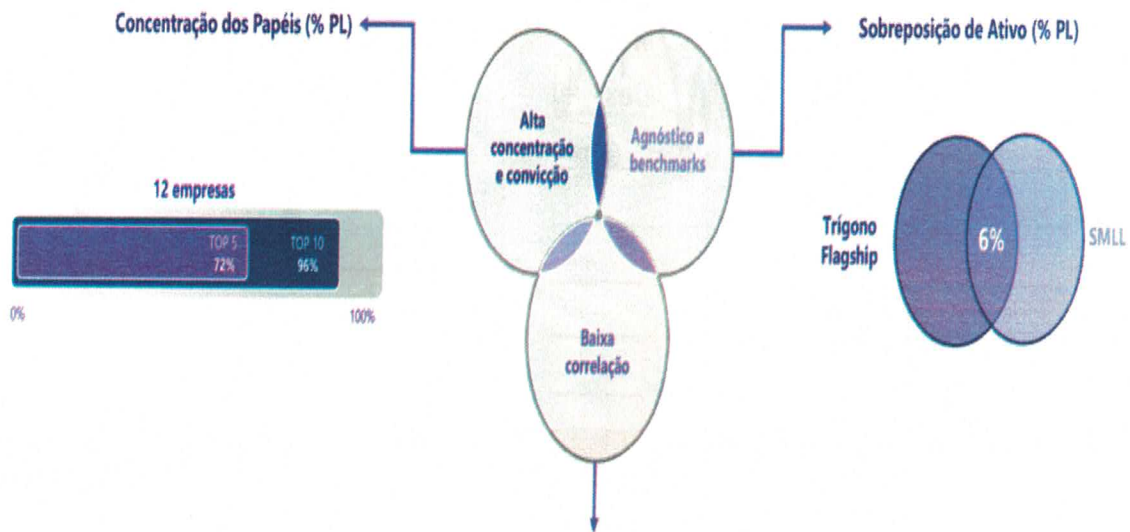 Concentração dos Papéis (% PL)
12 empresas
TOP 5
72%
TOP 10
96%
0%
100%
Alta
concentração
e convicção
Agnóstico a
benchmarks
Baixa
correlação
Sobreposição de Ativo (% PL)
Trígono
Flagship
6%
SMLL